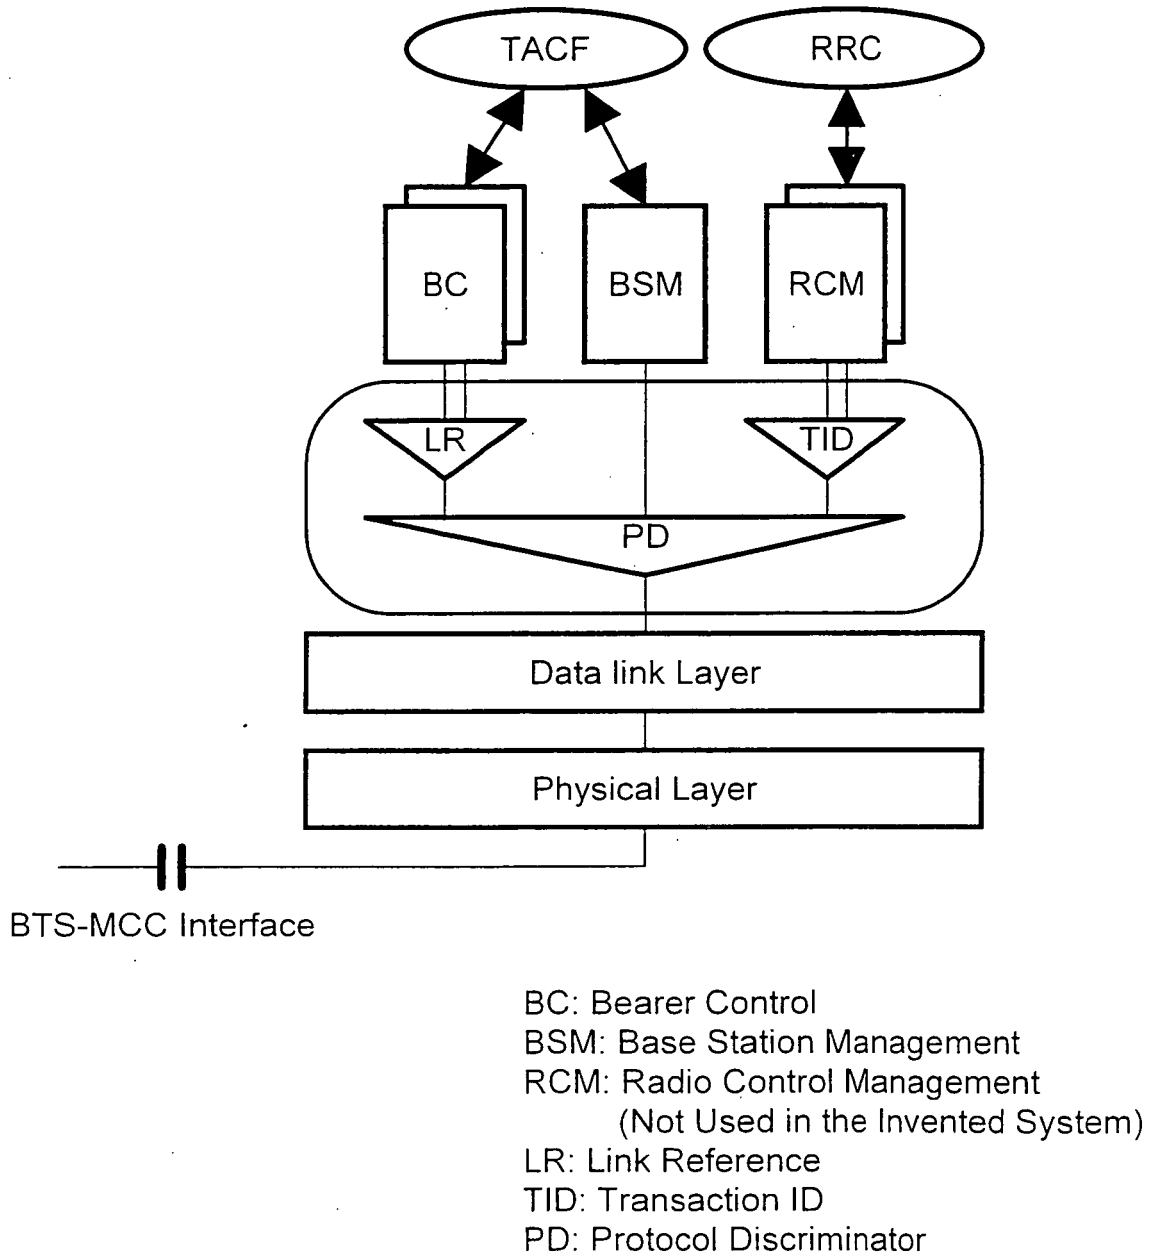 TACF RRC
BC BSM RCM
LR TID
PD
Data link Layer
Physical Layer
BTS-MCC Interface
BC: Bearer Control
BSM: Base Station Management
RCM: Radio Control Management
(Not Used in the Invented System)
LR: Link Reference
TID: Transaction ID
PD: Protocol Discriminator